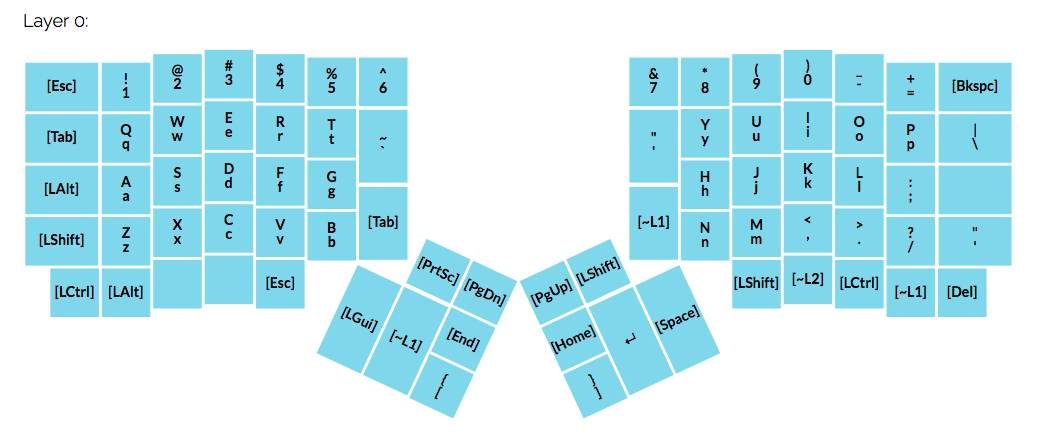 Layer 0:
[Esc] ! 1 @ 2 # 3 $ 4 % 5 ^ 6 & 7 * 8 ( 9 ) 0 _ - + = [Bkspc]
[Tab] Q q W w E e R r T t ~ ` " ' Y y U u I i O o P p | \
[LAlt] A a S s D d F f G g H h J j K k L l : ;
[LShift] Z z X x C c V v B b [Tab] [~L1] N n M m < , > . ? / " '
[LCtrl] [LAlt] [Esc] [LShift] [~L2] [LCtrl] [~L1] [Del]
[PrtSc] [PgDn] [PgUp] [LShift]
[LGui] [~L1] [End] [Home] ↵ [Space]
{ [ } ]